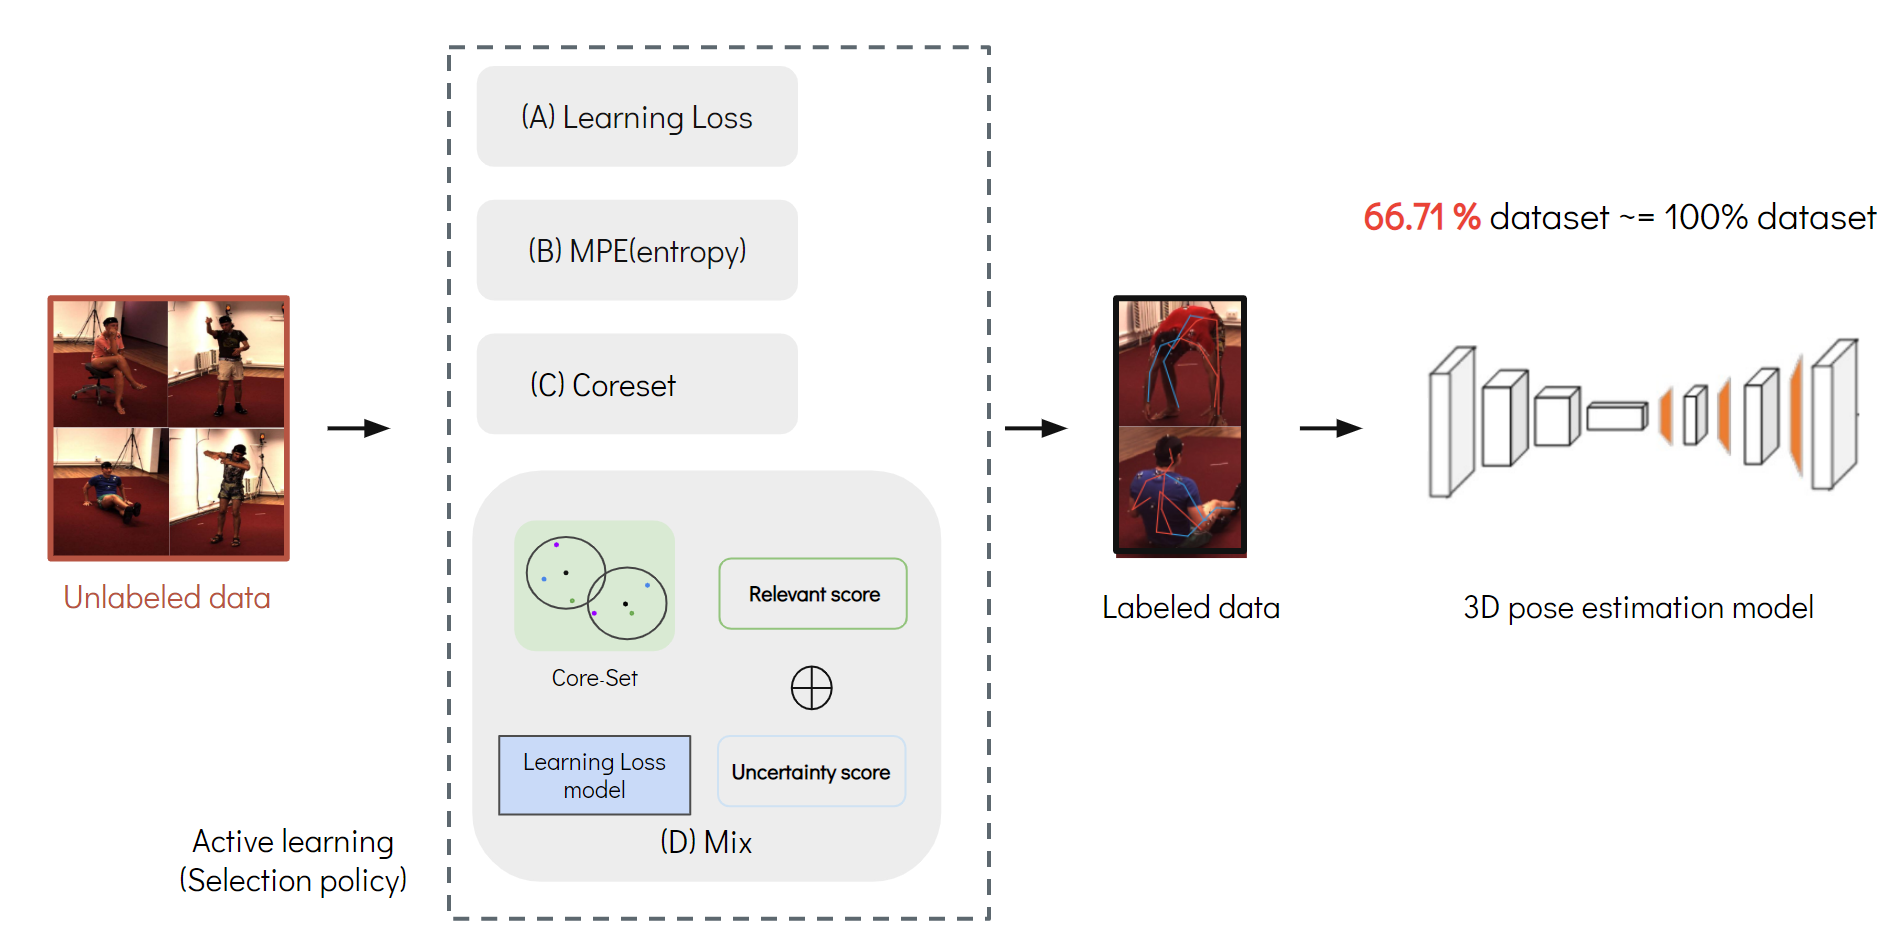 (A) Learning Loss
(B) MPE(entropy)
(C) Coreset
Core-Set
Relevant score
Learning Loss
model
Uncertainty score
(D) Mix
Unlabeled data
Active learning
(Selection policy)
Labeled data
66.71 % dataset ~= 100% dataset
3D pose estimation model